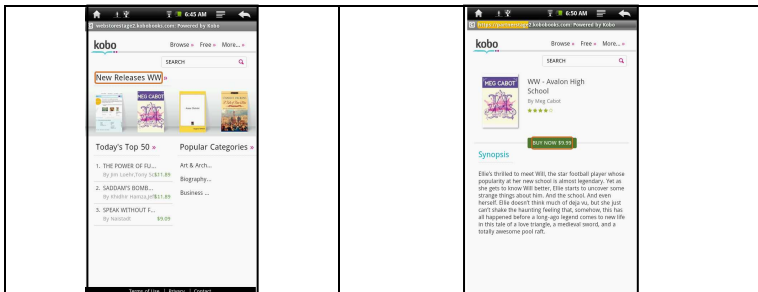 6:45 AM
webstorestage2.kobobooks.com: Powered by Kobo
kobo
Browse » Free » More... »
SEARCH
New Releases WW »
MEG CABOT
Today's Top 50 »
1. THE POWER OF FU...
By Jim Loehr,Tony Sc$11.89
2. SADDAM'S BOMB...
$11.89
3. SPEAK WITHOUT F...
$9.09
Popular Categories »
Art & Arch...
Biography...
Business ...
Terms of Use | Privacy | Contact
6:50 AM
2.kobobooks.com: Powered by Kobo
kobo
Browse » Free » More... »
SEARCH
MEG CABOT
WW - Avalon High
School
By Meg Cabot
BUY NOW $9.99
Synopsis
Ellie's thrilled to meet Will, the star football player whose
popularity at her new school is almost legendary. Yet as
she gets to know Will better, Ellie starts to uncover some
strange things about him. And the school. And even
herself. Ellie doesn't think much of deja vu, but she just
can't shake the haunting feeling that, somehow, this has
all happened before a long-ago legend comes to new life
in this tale of a love triangle, a medieval sword, and a
totally awesome pool raft.